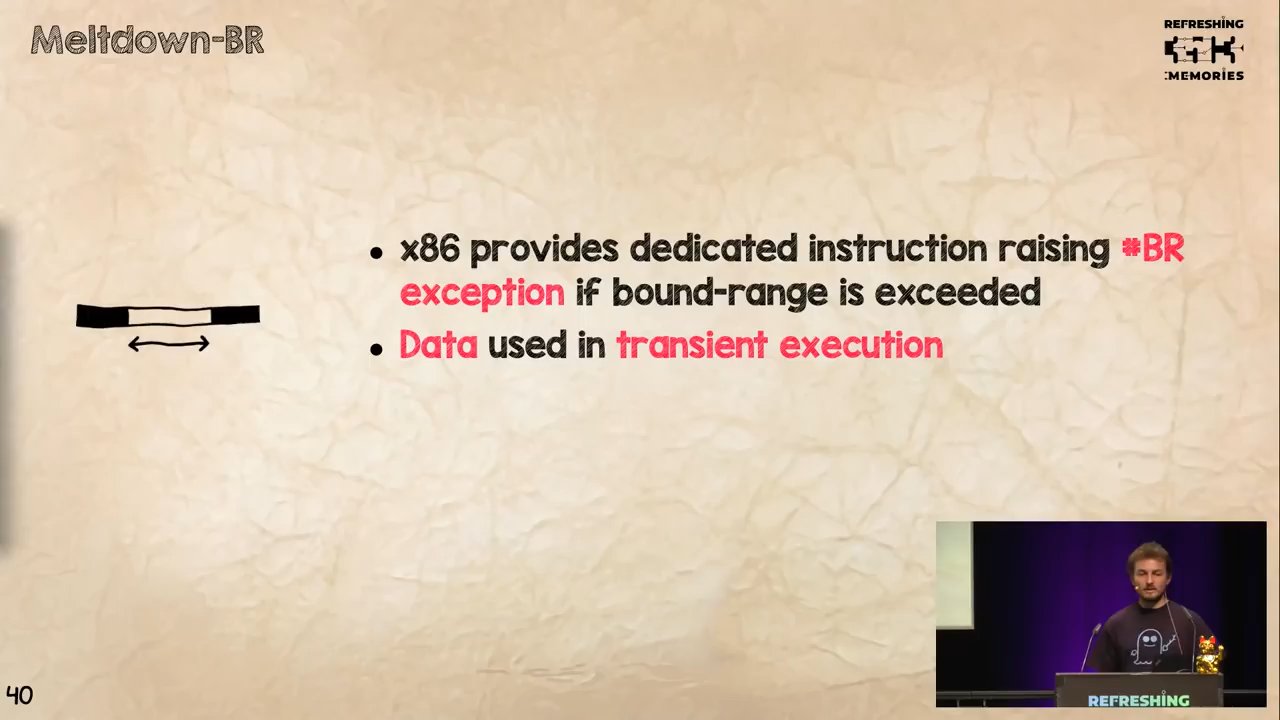 Meltdown-BR
REFRESHING
:MEMORIES
• x86 provides dedicated instruction raising #BR
exception if bound-range is exceeded
• Data used in transient execution
40
REFRESHING